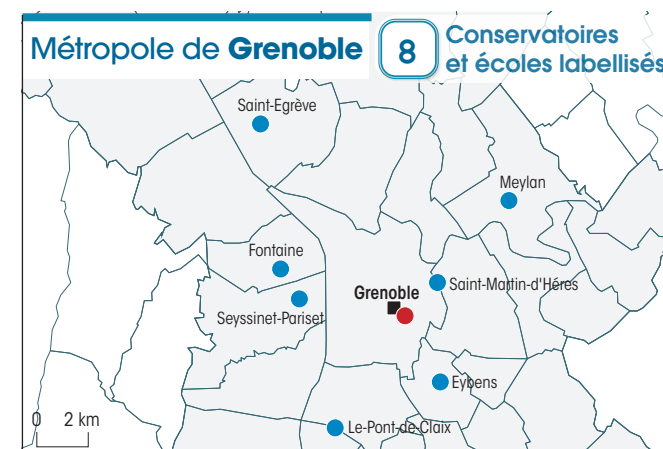 Métropole de Grenoble
8
Conservatoires
et écoles labellisés
Saint-Egrève
Meylan
Fontaine
Saint-Martin-d'Héres
Grenoble
Seyssinet-Pariset
Eybens
Le-Pont-de-Claix
0 2 km